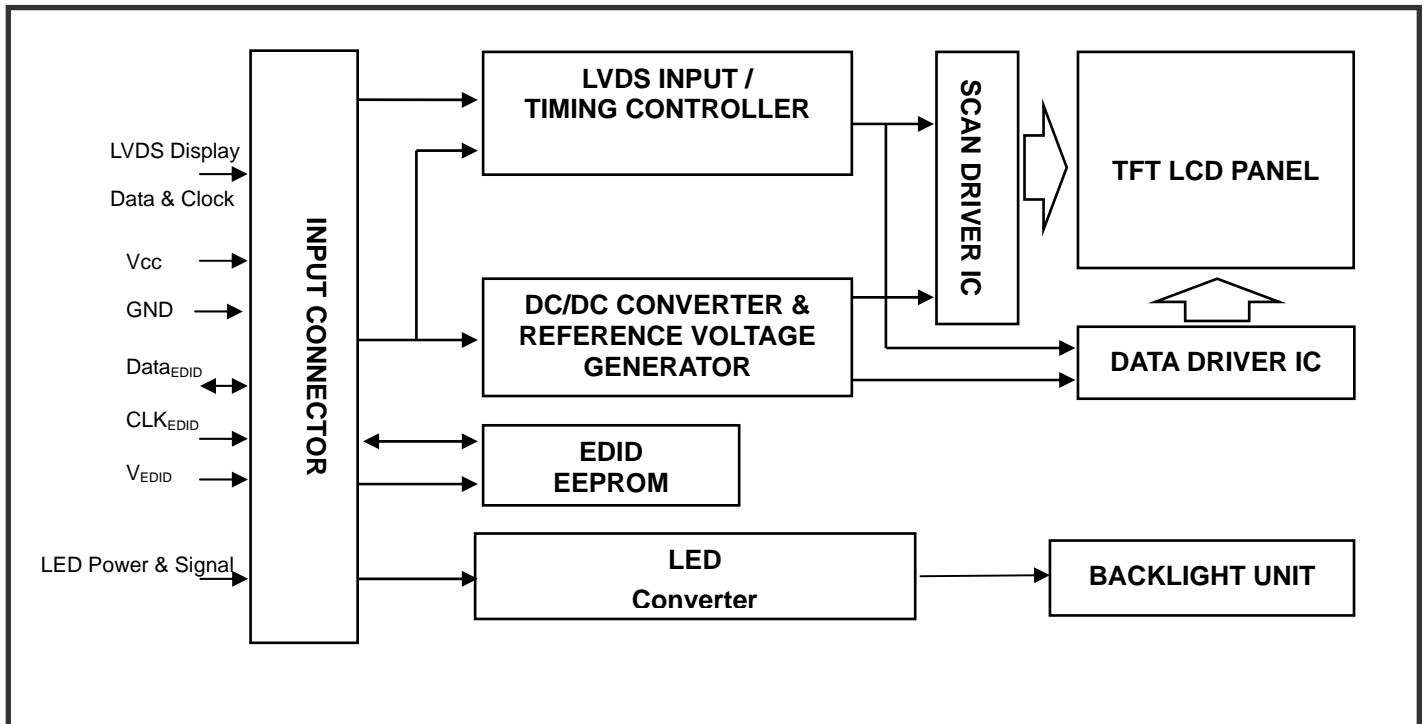 LVDS Display
Data & Clock
Vcc
GND
DataEDID
CLKEDID
VEDID
LED Power & Signal
INPUT CONNECTOR
LVDS INPUT /
TIMING CONTROLLER
DC/DC CONVERTER &
REFERENCE VOLTAGE
GENERATOR
EDID
EEPROM
LED
Converter
SCAN DRIVER IC
TFT LCD PANEL
DATA DRIVER IC
BACKLIGHT UNIT